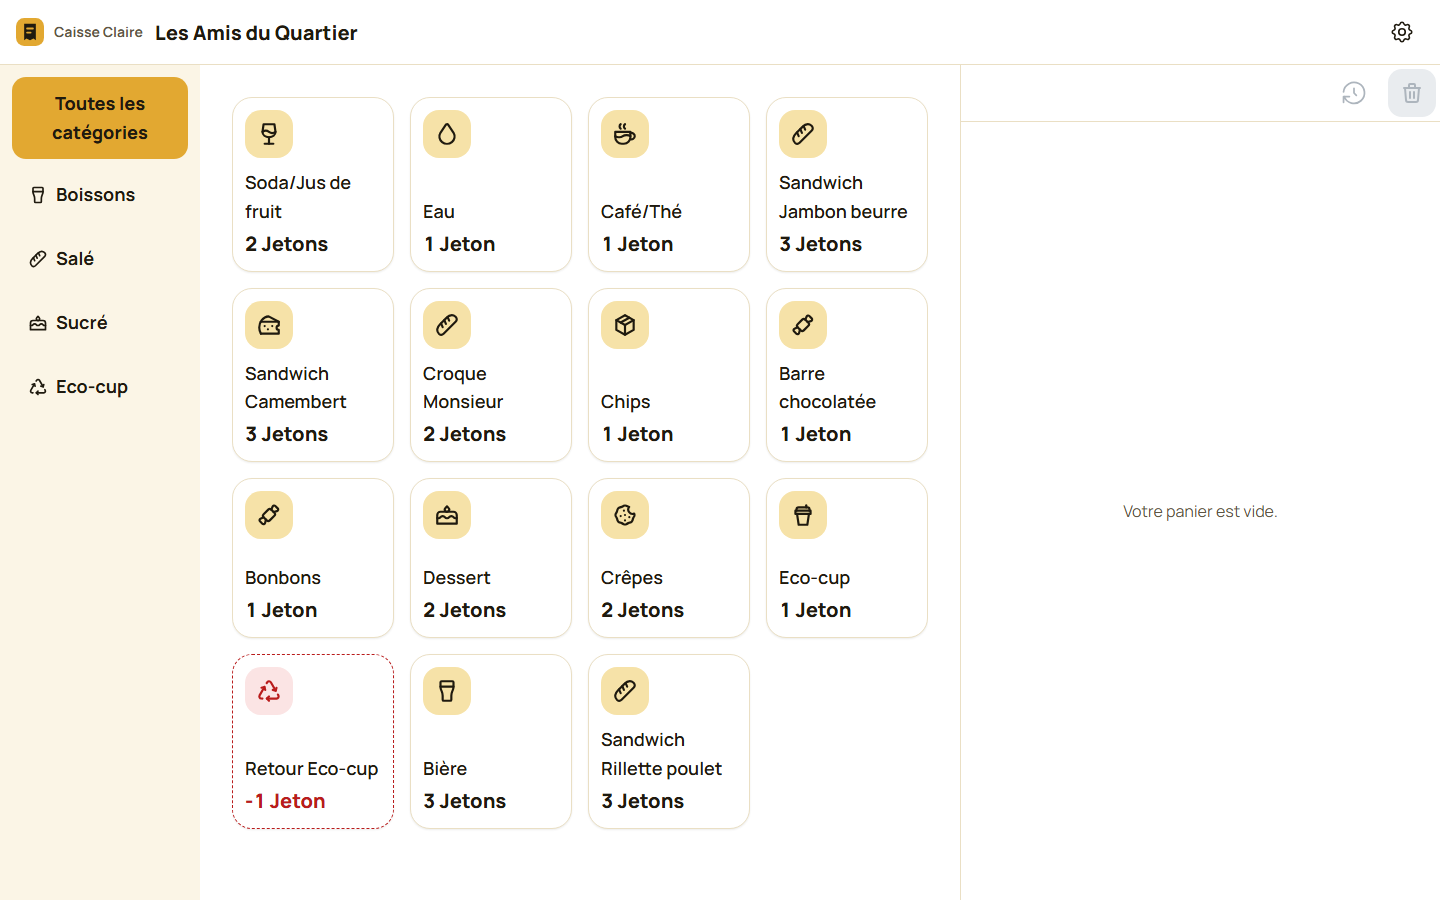 Caisse Claire Les Amis du Quartier
Toutes les
catégories
Boissons
Salé
Sucré
Eco-cup
Soda/Jus de
fruit
2 Jetons
Eau
1 Jeton
Café/Thé
1 Jeton
Sandwich
Jambon beurre
3 Jetons
Sandwich
Camembert
3 Jetons
Croque
Monsieur
2 Jetons
Chips
1 Jeton
Barre
chocolatée
1 Jeton
Bonbons
1 Jeton
Dessert
2 Jetons
Crêpes
2 Jetons
Eco-cup
1 Jeton
Retour Eco-cup
-1 Jeton
Bière
3 Jetons
Sandwich
Rillette poulet
3 Jetons
Votre panier est vide.